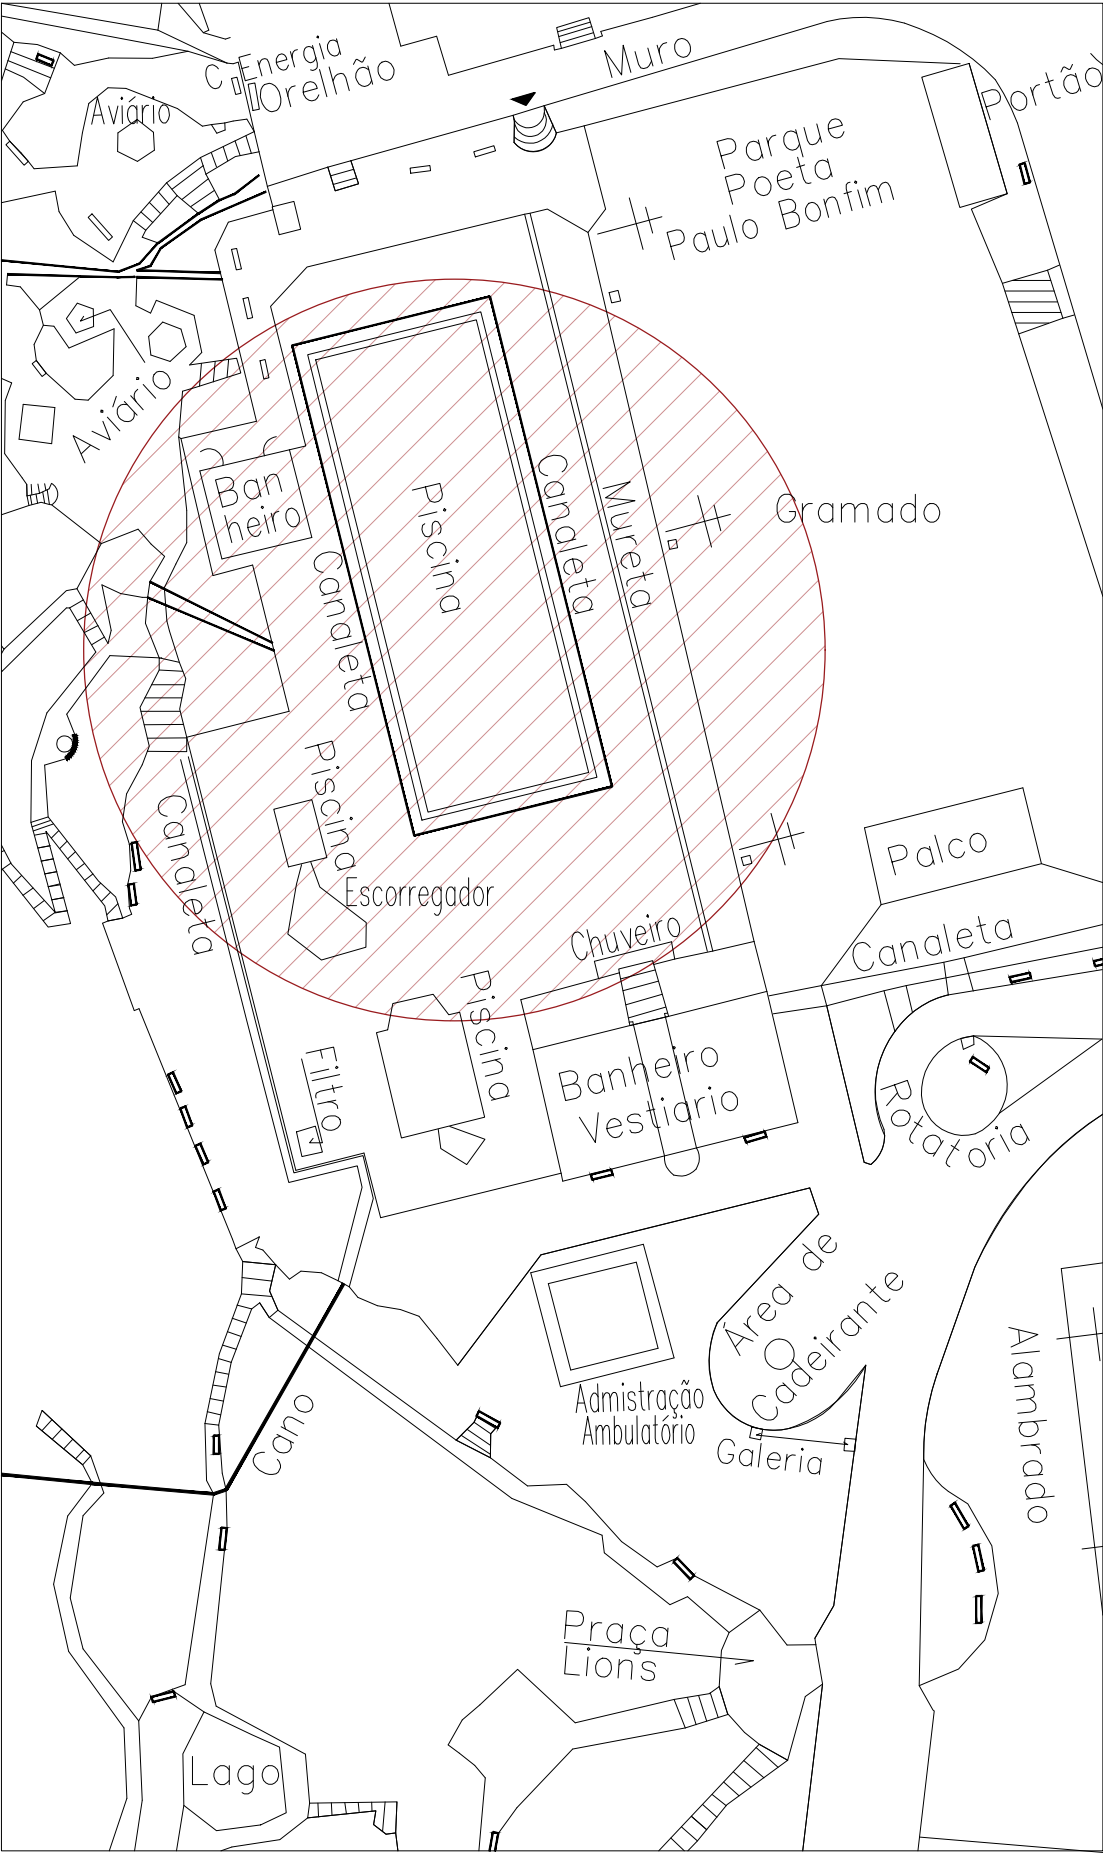 C Energia
Orelhão
Muro
Portão
Aviário
Parque
Poeta
Paulo Bonfim
Aviário
Ban
heiro
Piscina
Canaleta
Mureta
Gramado
Canaleta
Piscina
Canaleta
Escorregador
Palco
Chuveiro
Canaleta
Piscina
Filtro
Banheiro
Vestiario
Rotatoria
Área de
Cadeirante
Admistração
Ambulatório
Galeria
Alambrado
Cano
Praça
Lions
Lago